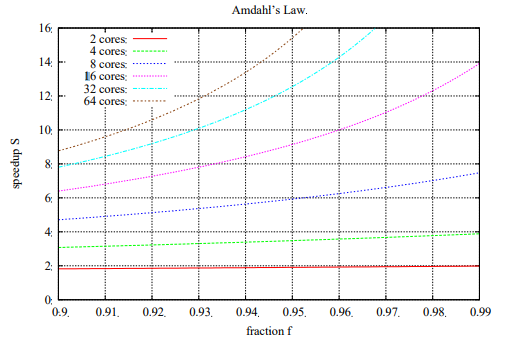 Amdahl's Law.
16
14
12
10
8
6
4
2
0
speedup S
2 cores
4 cores
8 cores
16 cores
32 cores
64 cores
0.9 0.91 0.92 0.93 0.94 0.95 0.96 0.97 0.98 0.99
fraction f